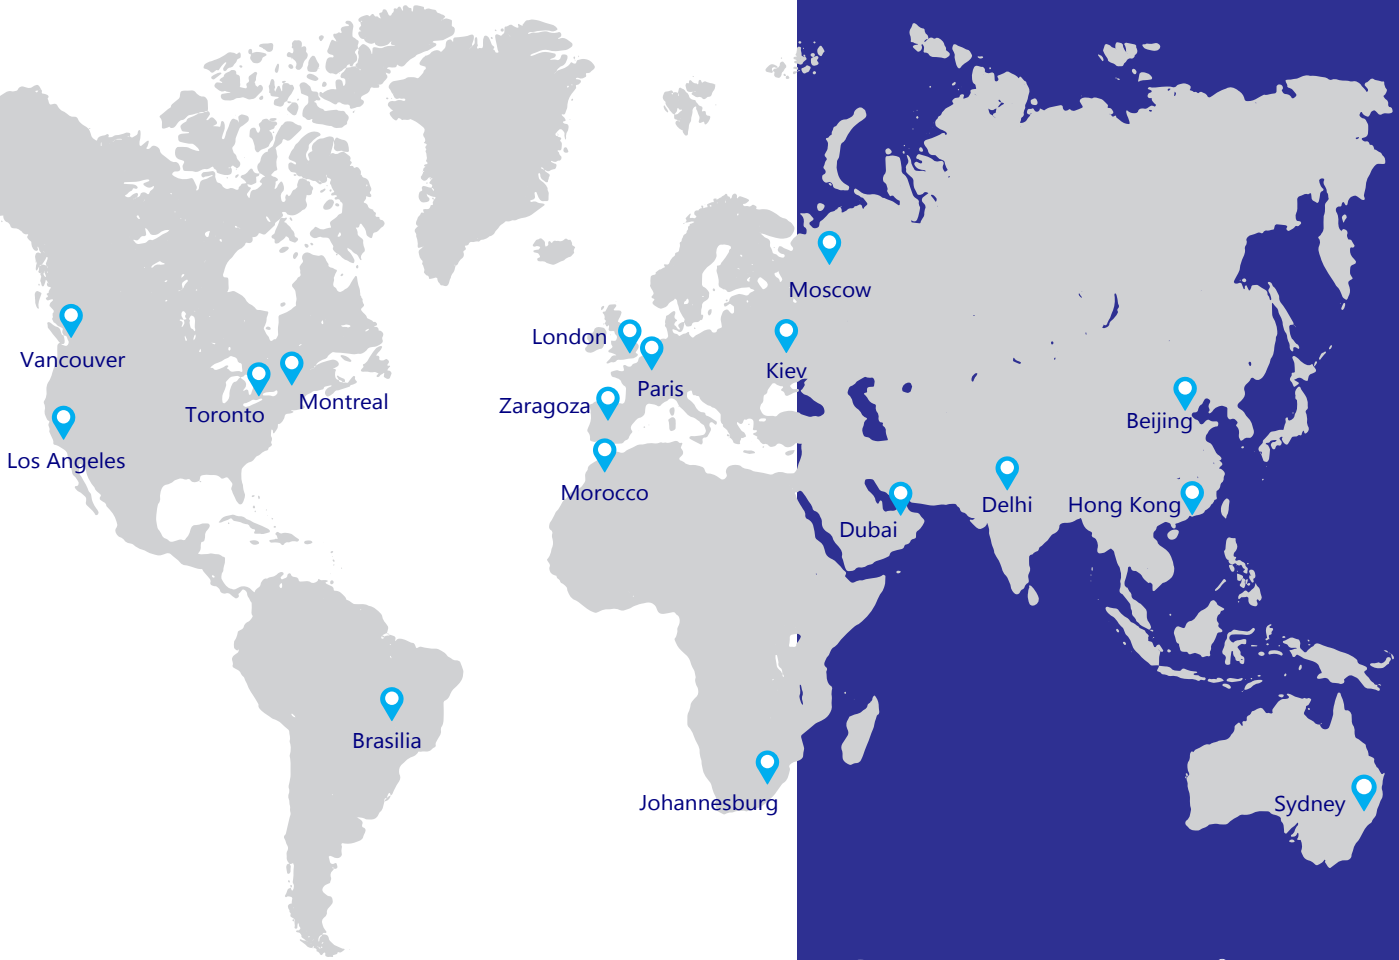 Moscow
London
Vancouver
Kiev
Paris
Montreal
Zaragoza
Toronto
Beijing
Los Angeles
Morocco
Delhi
Hong Kong
Dubai
Brasilia
Johannesburg
Sydney